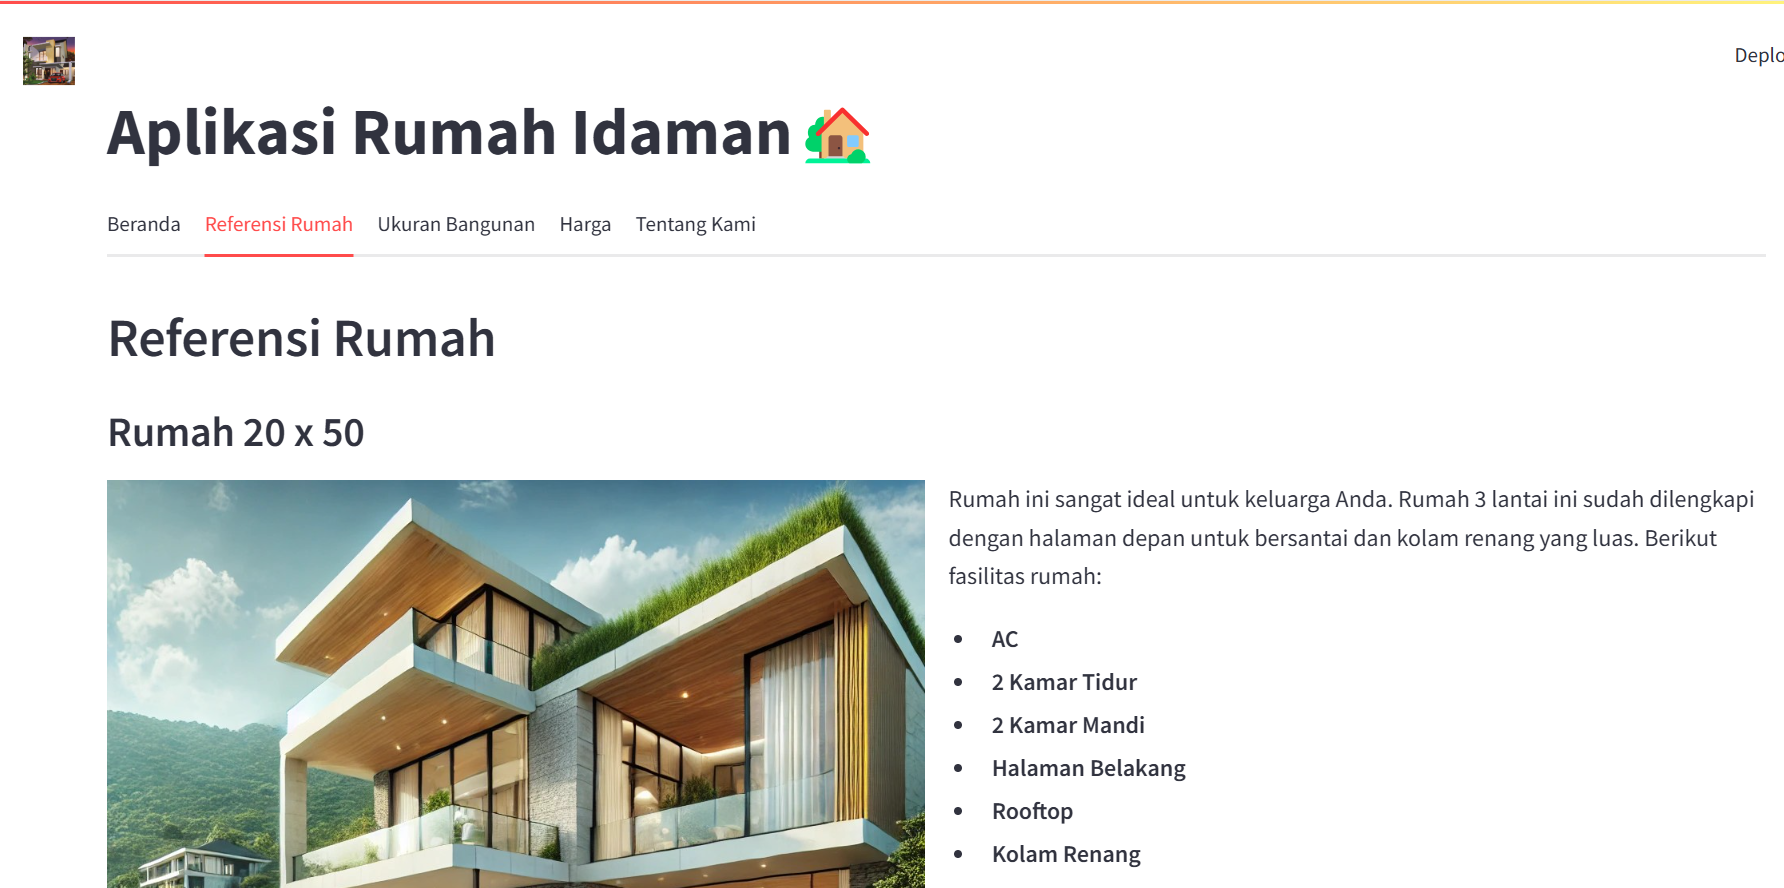 Deplo
Aplikasi Rumah Idaman
Beranda Referensi Rumah Ukuran Bangunan Harga Tentang Kami
Referensi Rumah
Rumah 20 x 50
Rumah ini sangat ideal untuk keluarga Anda. Rumah 3 lantai ini sudah dilengkapi
dengan halaman depan untuk bersantai dan kolam renang yang luas. Berikut
fasilitas rumah:
• AC
• 2 Kamar Tidur
• 2 Kamar Mandi
• Halaman Belakang
• Rooftop
• Kolam Renang